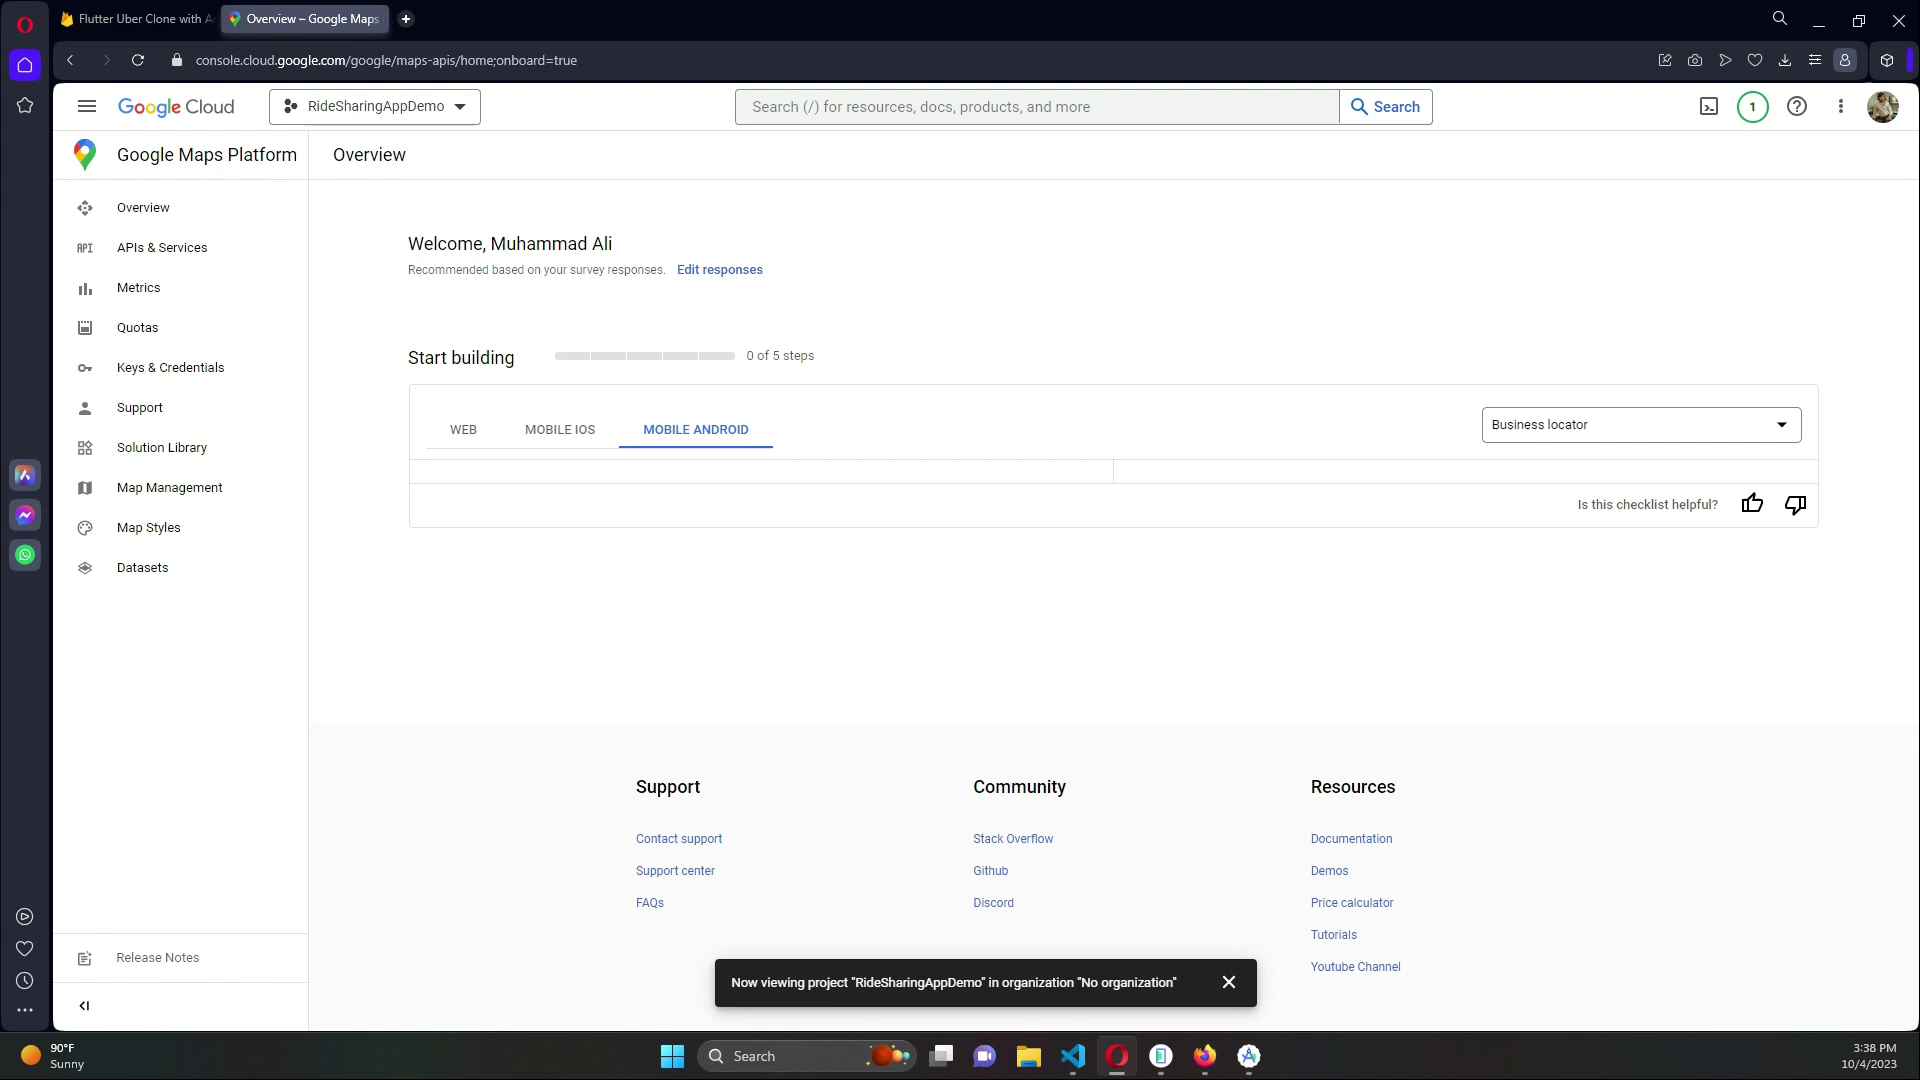 Flutter Uber Clone with A
Overview – Google Maps
console.cloud.google.com/google/maps-apis/home;onboard=true
Google Cloud
RideSharingAppDemo
Search (/) for resources, docs, products, and more
Search
1
Google Maps Platform
Overview
Overview
API
APIs & Services
Metrics
Quotas
Keys & Credentials
Support
Solution Library
Map Management
Map Styles
Datasets
Release Notes
Welcome, Muhammad Ali
Recommended based on your survey responses. Edit responses
Start building
0 of 5 steps
WEB
MOBILE IOS
MOBILE ANDROID
Business locator
Is this checklist helpful?
Support
Contact support
Support center
FAQs
Community
Stack Overflow
Github
Discord
Resources
Documentation
Demos
Price calculator
Tutorials
Youtube Channel
Now viewing project "RideSharingAppDemo" in organization "No organization"
90°F
Sunny
Search
3:38 PM
10/4/2023